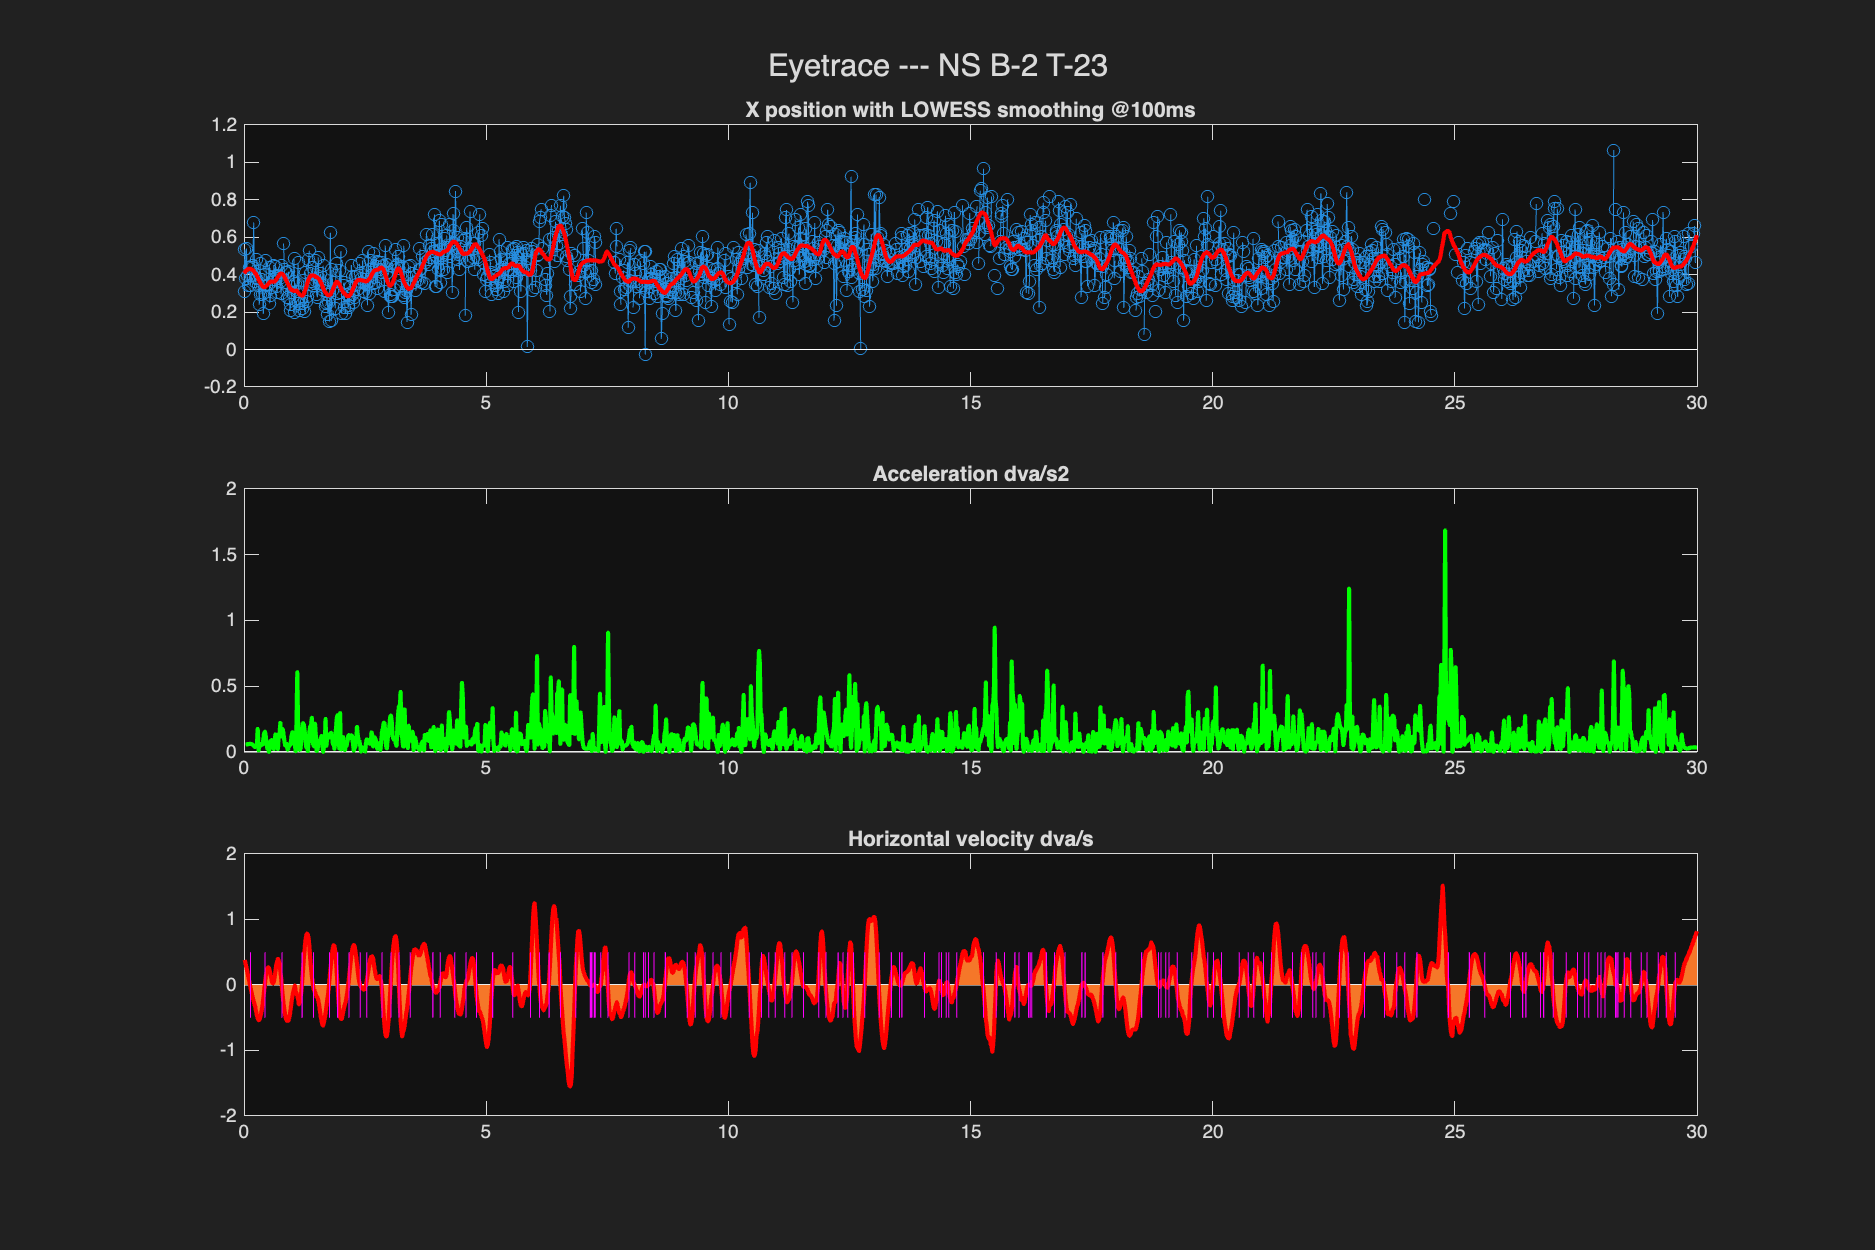 Eyetrace --- NS B-2 T-23
X position with LOWESS smoothing @100ms
1.2
1
0.8
0.6
0.4
0.2
0
-0.2
0 5 10 15 20 25 30
Acceleration dva/s2
2
1.5
1
0.5
0
0 5 10 15 20 25 30
Horizontal velocity dva/s
2
1
0
-1
-2
0 5 10 15 20 25 30